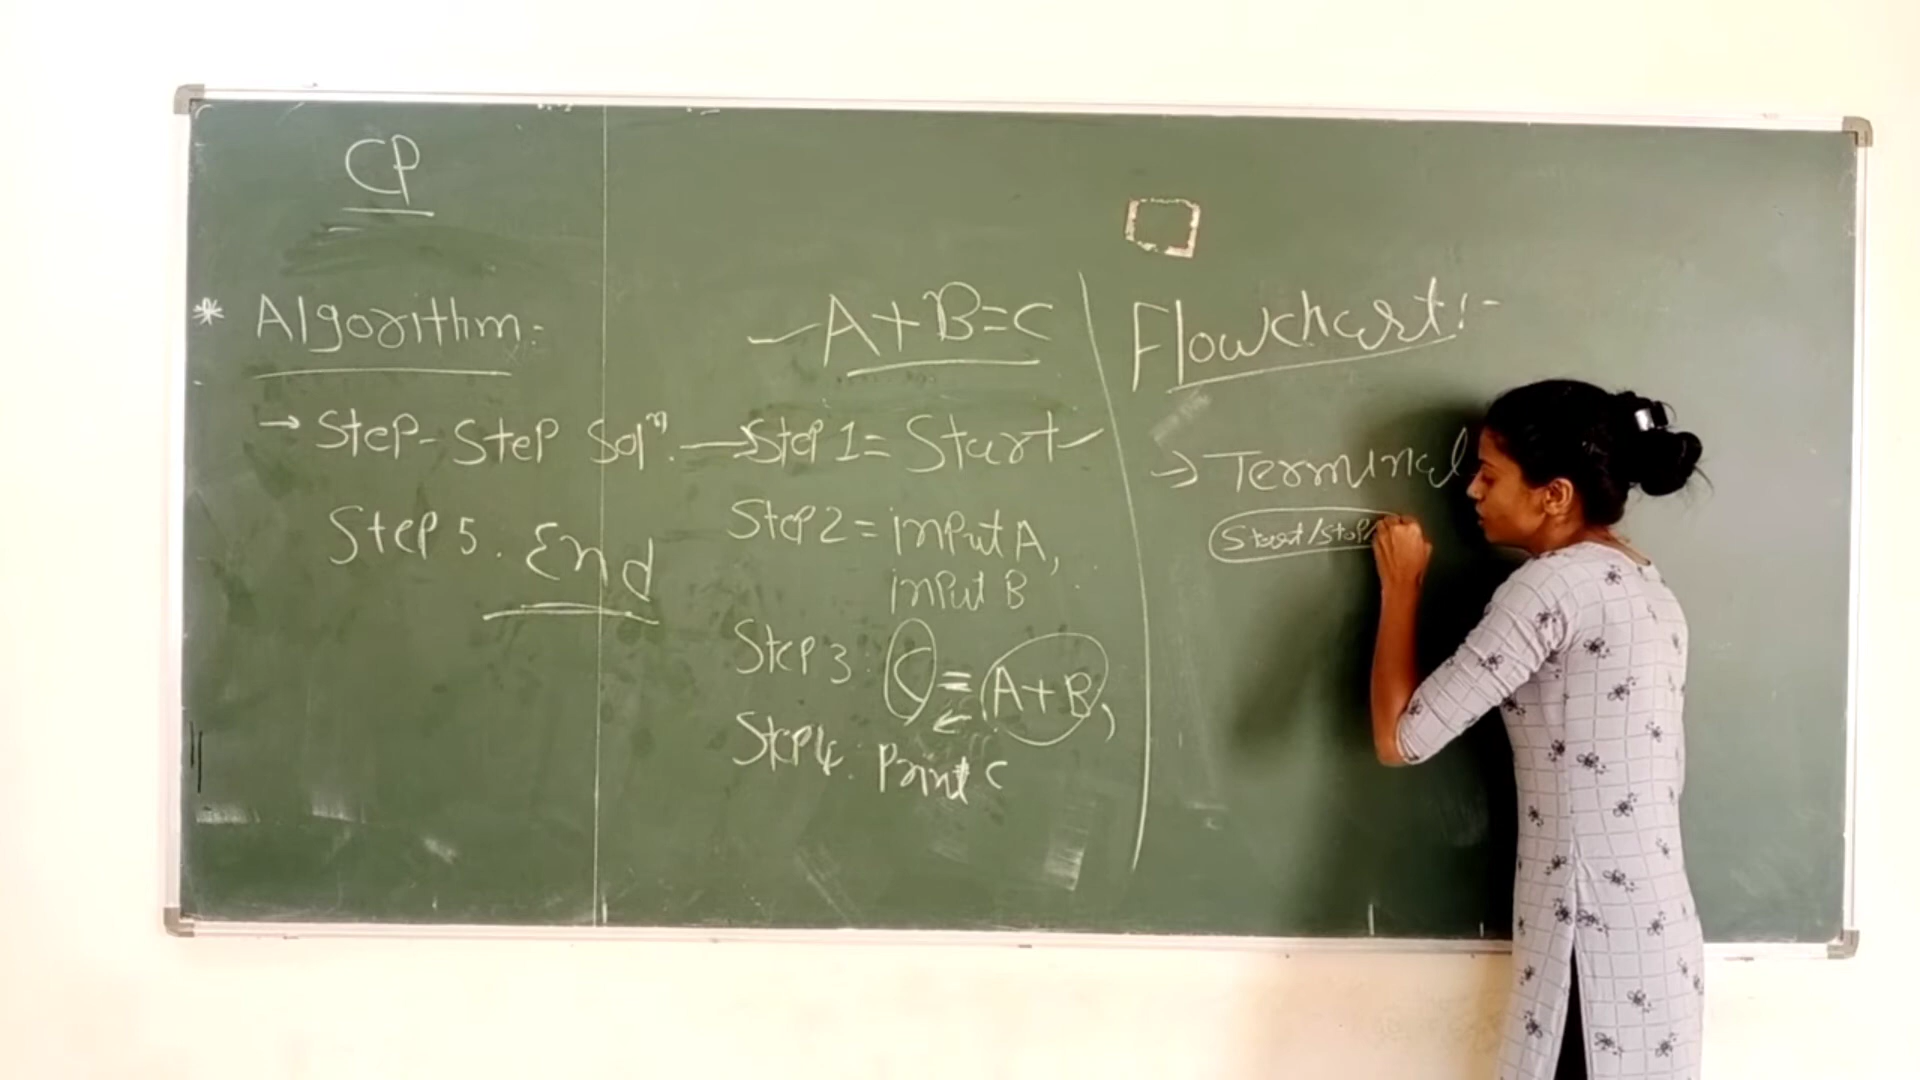 CP
* Algorithm:
→ Step-Step Solⁿ.
Step 5. End
A+B=C
Step 1 = Start
Step 2 = input A,
input B
Step 3. C = A+B,
Step 4. Print C
Flowchart:-
→ Terminal
Start/Stop/